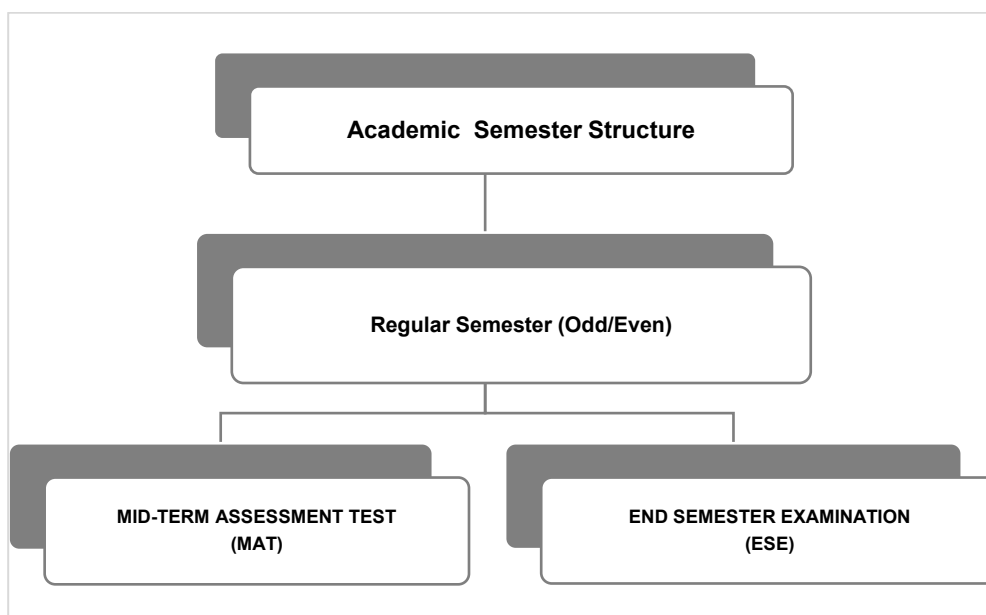 Academic Semester Structure
Regular Semester (Odd/Even)
MID-TERM ASSESSMENT TEST
(MAT)
END SEMESTER EXAMINATION
(ESE)